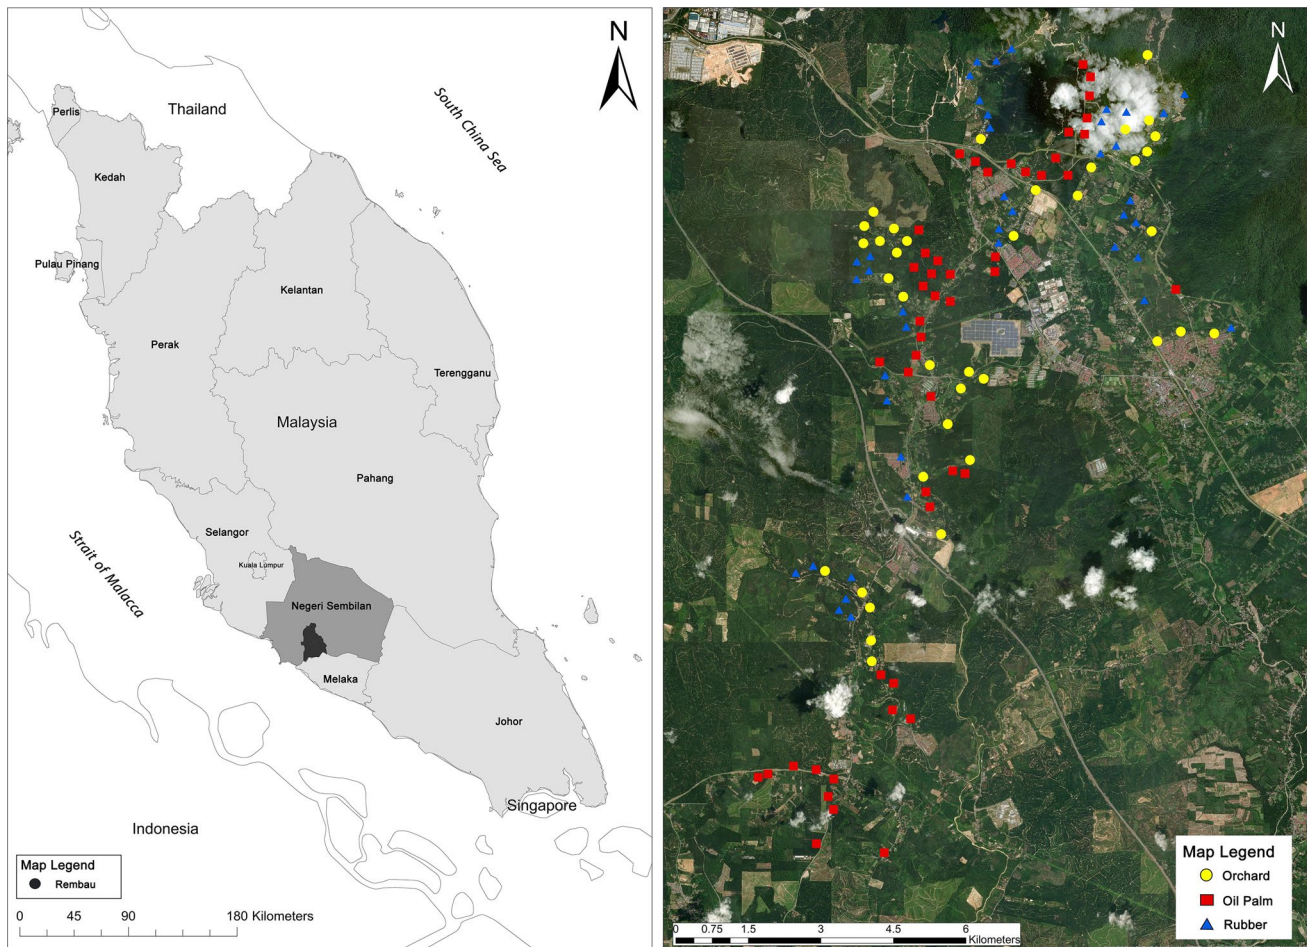 N
Thailand
South China Sea
Perlis
Kedah
Pulau Pinang
Kelantan
Perak
Terengganu
Malaysia
Pahang
Selangor
Kuala Lumpur
Strait of Malacca
Negeri Sembilan
Melaka
Johor
Singapore
Indonesia
Map Legend
Rembau
0 45 90 180 Kilometers
N
Map Legend
Orchard
Oil Palm
Rubber
0 0.75 1.5 3 4.5 6
Kilometers